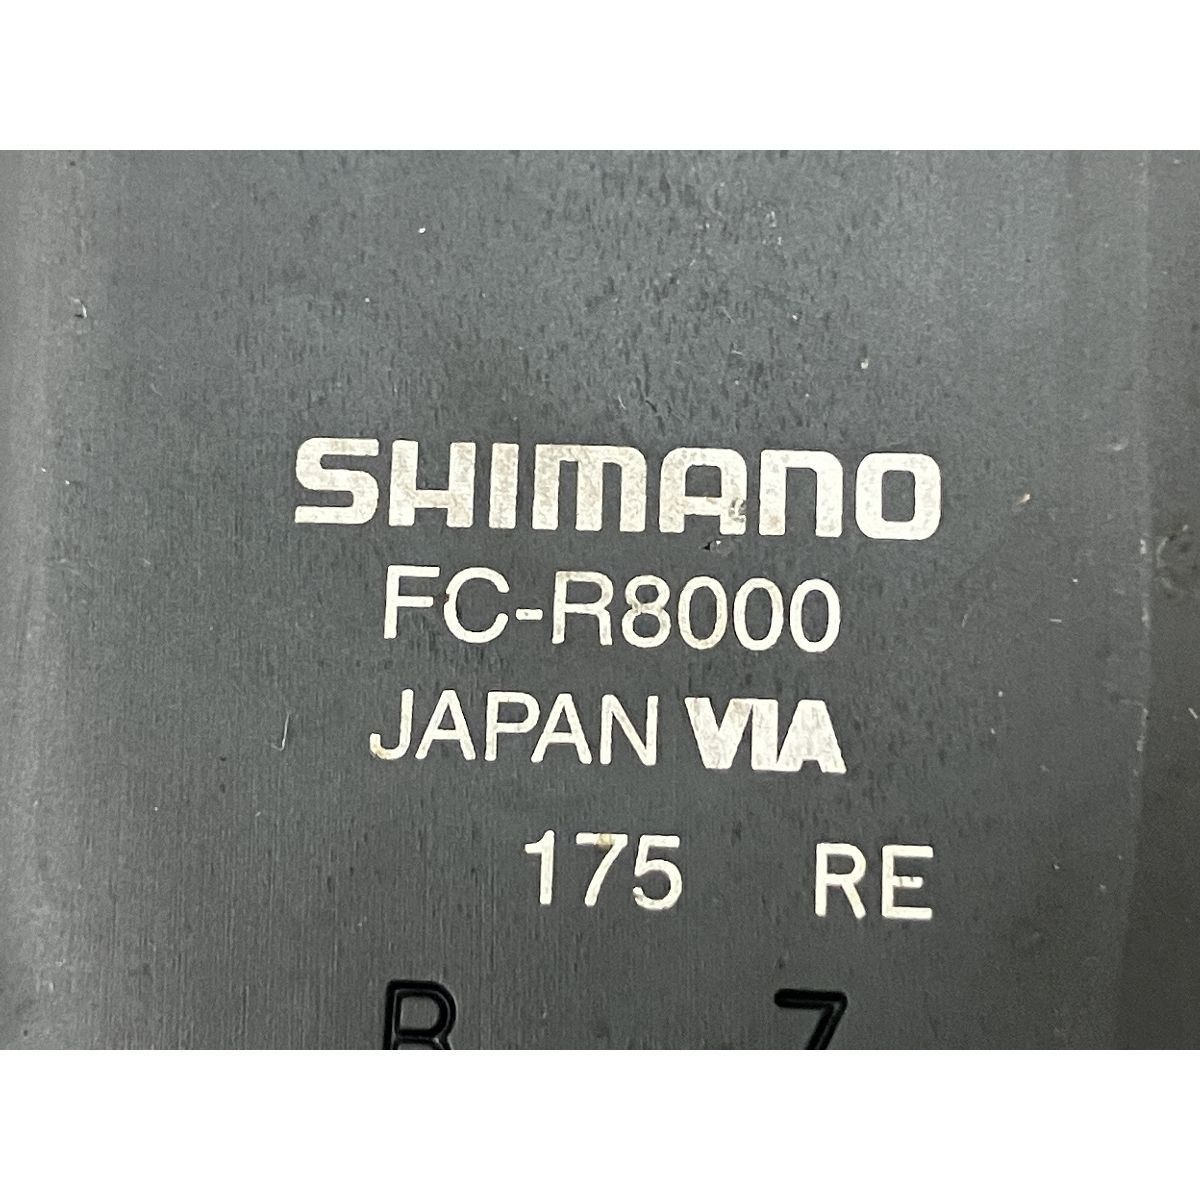 SHIMANO
FC-R8000
JAPAN VIA
175 RE
R Z